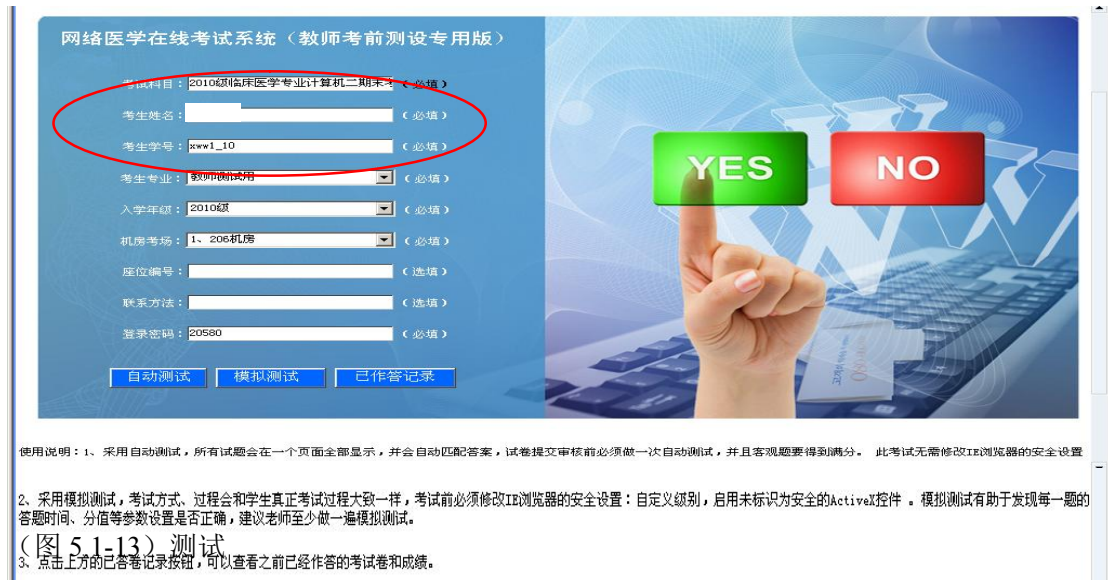 网络医学在线考试系统（教师考前测设专用版）
考试科目：2010级临床医学专业计算机二期末考（必填）
考生姓名：（必填）
考生学号：xww1_10（必填）
考生专业：教师测试用（必填）
入学年级：2010级（必填）
机房考场：1、206机房（必填）
座位编号：（选填）
联系方法：（选填）
登录密码：20580（必填）
自动测试 模拟测试 已作答记录
YES NO
使用说明：1、采用自动测试，所有试题会在一个页面全部显示，并会自动匹配答案，试卷提交审核前必须做一次自动测试，并且客观题要得到满分。 此考试无需修改IE浏览器的安全设置
2、采用模拟测试，考试方式、过程会和学生真正考试过程大致一样，考试前必须修改IE浏览器的安全设置：自定义级别，启用未标识为安全的ActiveX控件 。模拟测试有助于发现每一题的
答题时间、分值等参数设置是否正确，建议老师至少做一遍模拟测试。
（图 5.1-13）测试
3、点击上方的已答卷记录按钮，可以查看之前已经作答的考试卷和成绩。